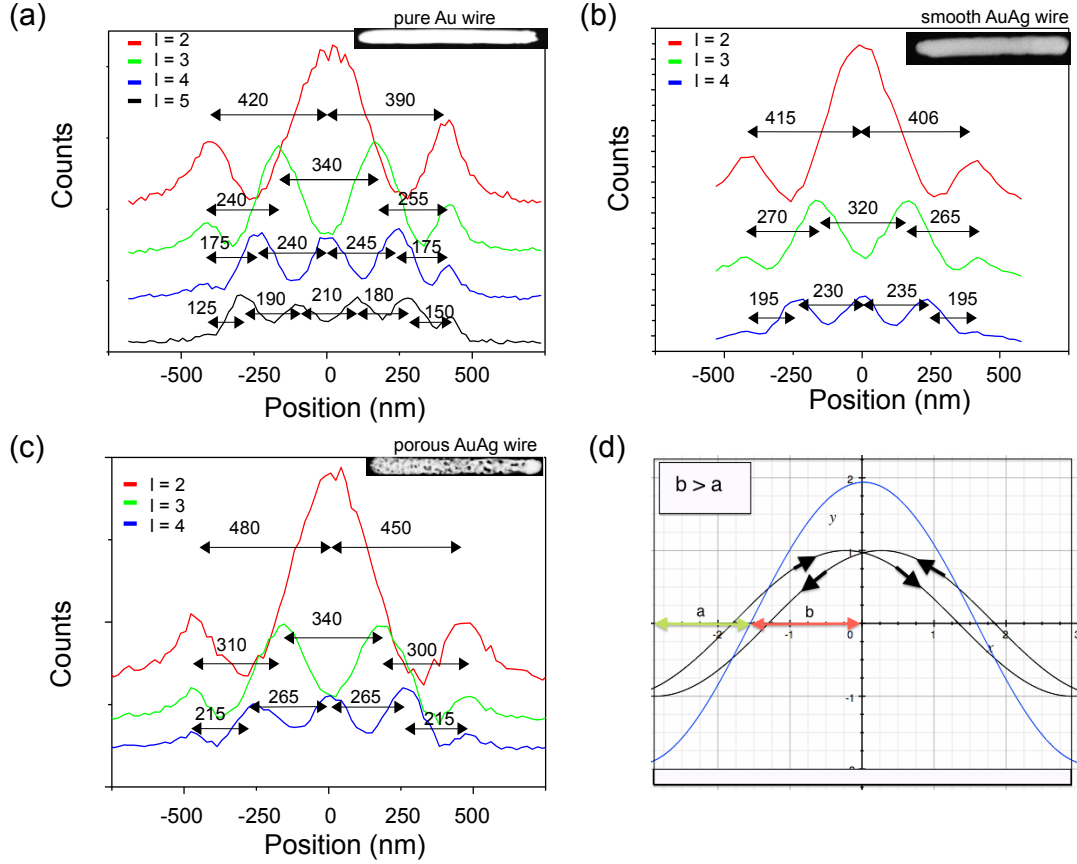 (a)
pure Au wire
l = 2
l = 3
l = 4
l = 5
420
390
340
240
255
175
240
245
175
125
190
210
180
150
Counts
-500
-250
0
250
500
Position (nm)
(b)
smooth AuAg wire
l = 2
l = 3
l = 4
415
406
270
320
265
195
230
235
195
Counts
-500
-250
0
250
500
Position (nm)
(c)
porous AuAg wire
l = 2
l = 3
l = 4
480
450
340
310
300
265
265
215
215
Counts
-500
-250
0
250
500
Position (nm)
(d)
b > a
2
y
1
a
b
-2
-1
0
1
2
3
x
-1